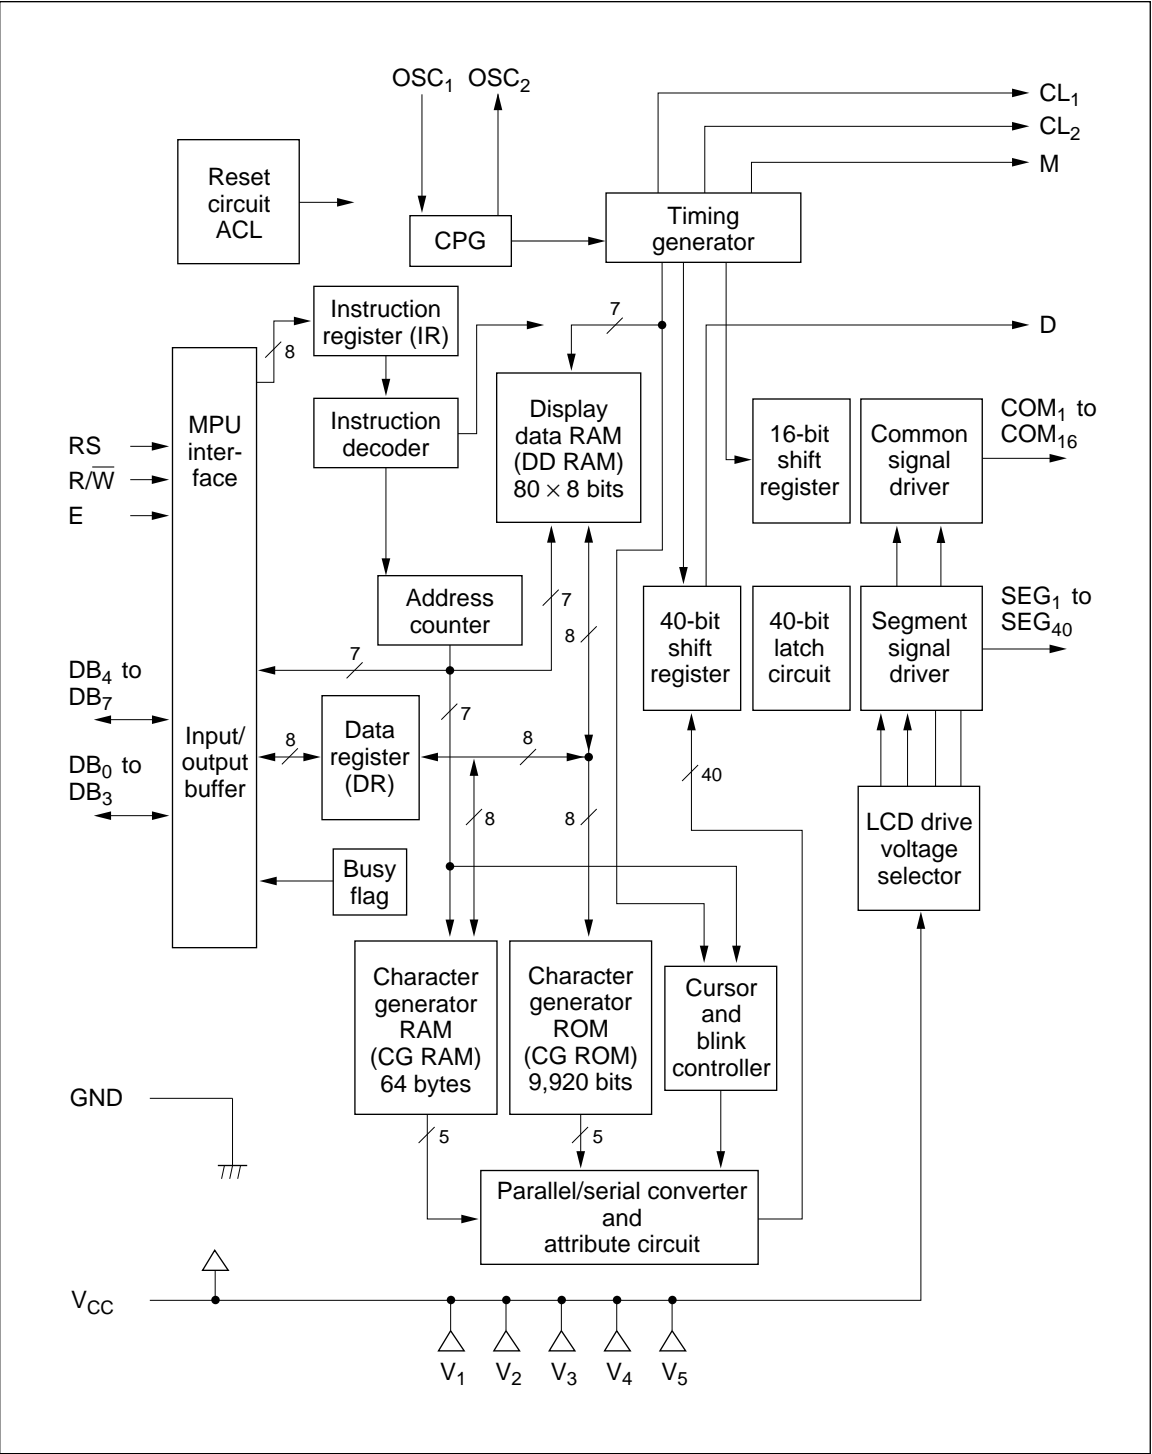 OSC1 OSC2
CL1
CL2
M
Reset
circuit
ACL
CPG
Timing
generator
Instruction
register (IR)
8
7
D
MPU
inter-
face
Instruction
decoder
Display
data RAM
(DD RAM)
80 × 8 bits
16-bit
shift
register
Common
signal
driver
COM1 to
COM16
RS
R/W̅
E
Address
counter
7
8
7
40-bit
shift
register
40-bit
latch
circuit
Segment
signal
driver
SEG1 to
SEG40
DB4 to
DB7
7
Input/
output
buffer
8
Data
register
(DR)
8
DB0 to
DB3
8
8
40
LCD drive
voltage
selector
Busy
flag
Character
generator
RAM
(CG RAM)
64 bytes
Character
generator
ROM
(CG ROM)
9,920 bits
Cursor
and
blink
controller
GND
5
5
Parallel/serial converter
and
attribute circuit
VCC
V1 V2 V3 V4 V5